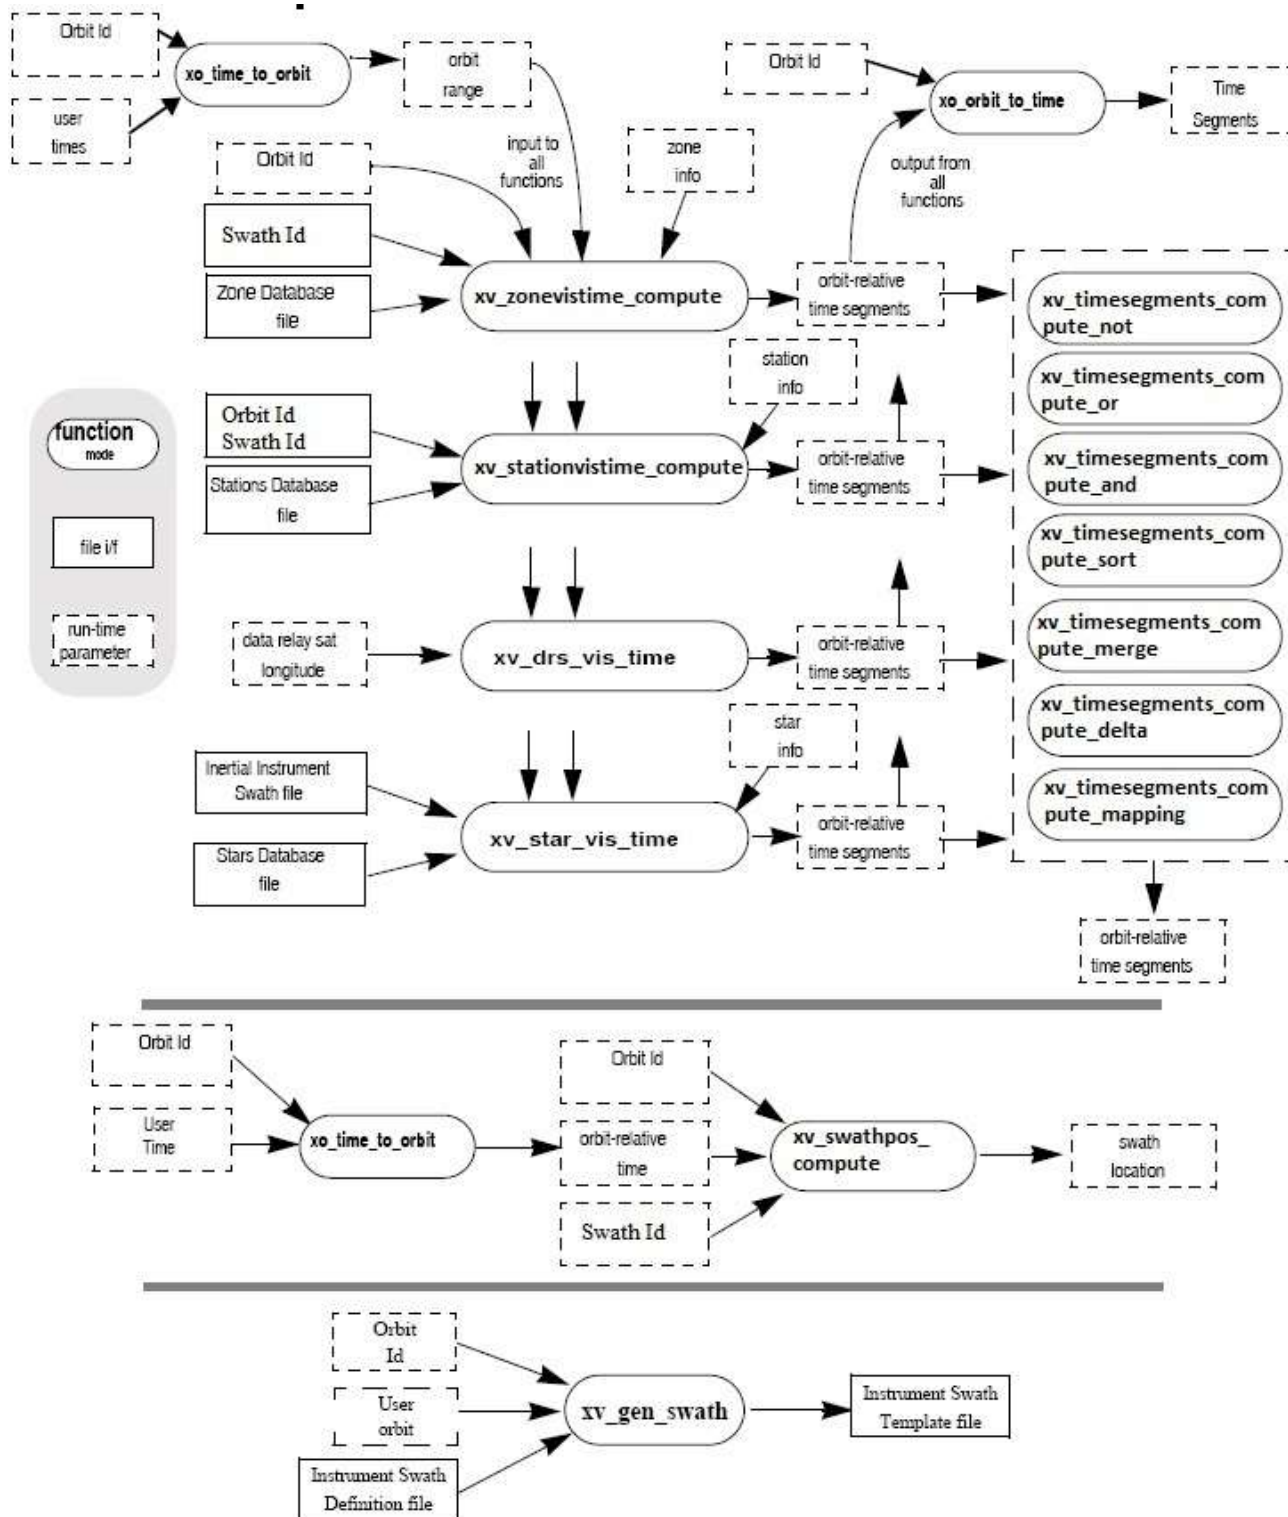 Orbit Id
xo_time_to_orbit
orbit
range
user
times
Orbit Id
xo_orbit_to_time
Time
Segments
Orbit Id
input to
all
functions
zone
info
output from
all
functions
Swath Id
Zone Database
file
xv_zonevistime_compute
orbit-relative
time segments
xv_timesegments_com
pute_not
station
info
xv_timesegments_com
pute_or
function
mode
Orbit Id
Swath Id
Stations Database
file
xv_stationvistime_compute
orbit-relative
time segments
xv_timesegments_com
pute_and
file i/f
xv_timesegments_com
pute_sort
run-time
parameter
data relay sat
longitude
xv_drs_vis_time
orbit-relative
time segments
xv_timesegments_com
pute_merge
star
info
xv_timesegments_com
pute_delta
Inertial Instrument
Swath file
Stars Database
file
xv_star_vis_time
orbit-relative
time segments
xv_timesegments_com
pute_mapping
orbit-relative
time segments
Orbit Id
User
Time
xo_time_to_orbit
Orbit Id
orbit-relative
time
Swath Id
xv_swathpos_
compute
swath
location
Orbit
Id
User
orbit
Instrument Swath
Definition file
xv_gen_swath
Instrument Swath
Template file